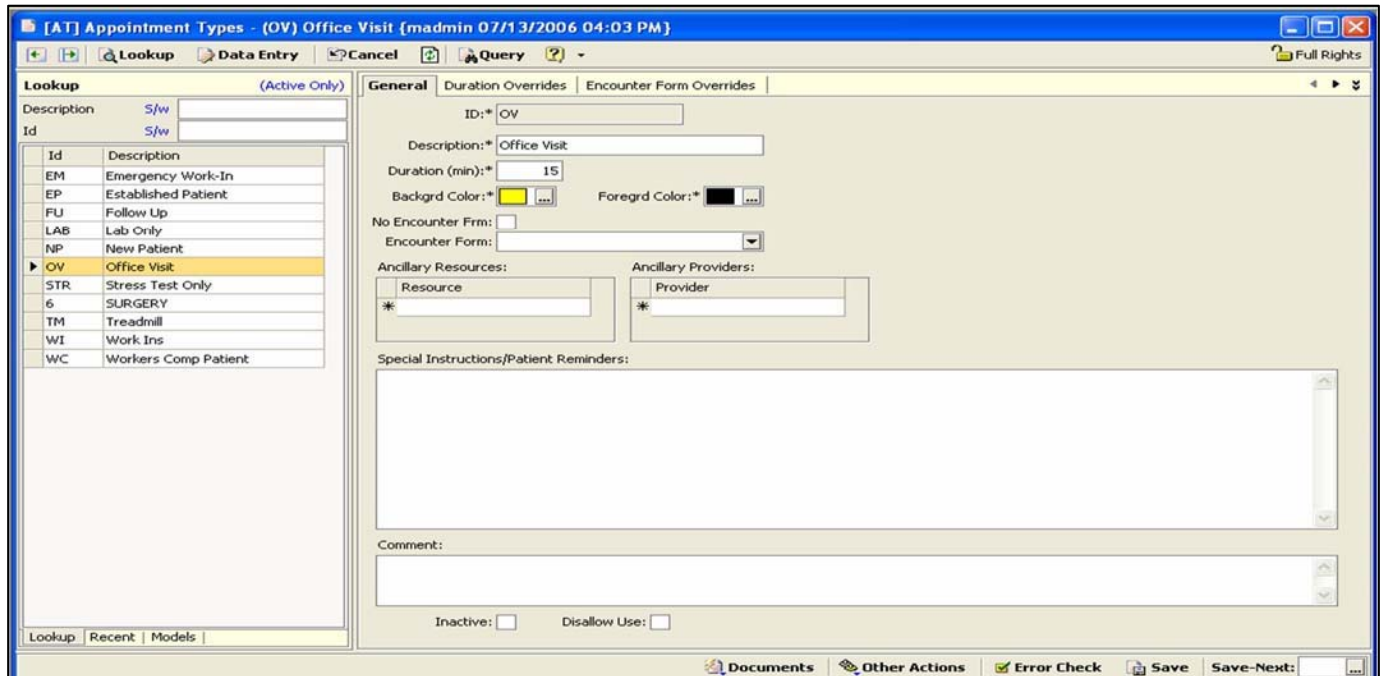 [AT] Appointment Types - (OV) Office Visit {madmin 07/13/2006 04:03 PM}
Lookup Data Entry Cancel Query Full Rights
Lookup (Active Only)
Description S/w
Id S/w
Id Description
EM Emergency Work-In
EP Established Patient
FU Follow Up
LAB Lab Only
NP New Patient
OV Office Visit
STR Stress Test Only
6 SURGERY
TM Treadmill
WI Work Ins
WC Workers Comp Patient
Lookup Recent Models
General Duration Overrides Encounter Form Overrides
ID:* OV
Description:* Office Visit
Duration (min):* 15
Backgrd Color:* ... Foregrd Color:* ...
No Encounter Frm:
Encounter Form:
Ancillary Resources: Ancillary Providers:
Resource Provider
Special Instructions/Patient Reminders:
Comment:
Inactive: Disallow Use:
Documents Other Actions Error Check Save Save-Next: ...